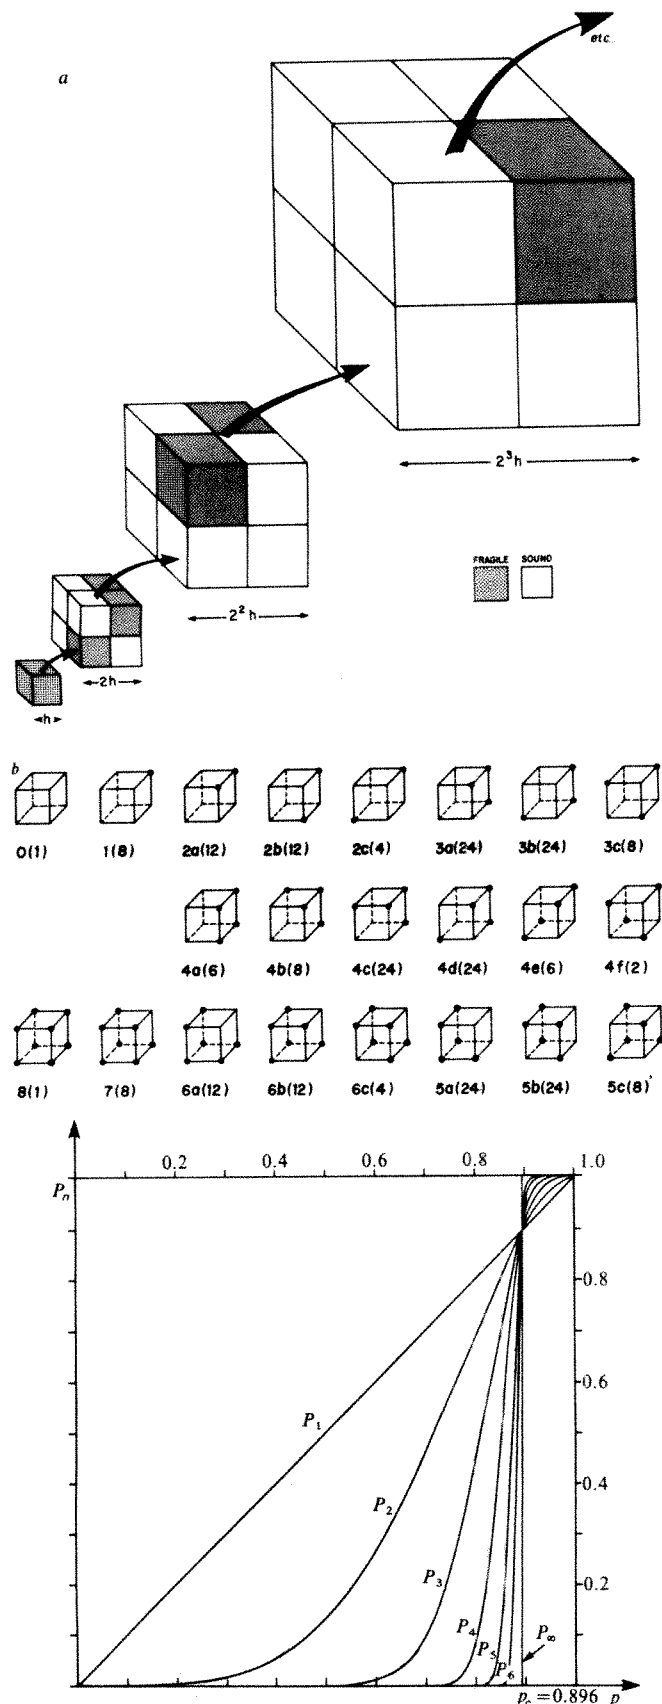 etc.
a
2³h
FRAGILE SOUND
2²h
2h
h
b
0(1) 1(8) 2a(12) 2b(12) 2c(4) 3a(24) 3b(24) 3c(8)
4a(6) 4b(8) 4c(24) 4d(24) 4e(6) 4f(2)
8(1) 7(8) 6a(12) 6b(12) 6c(4) 5a(24) 5b(24) 5c(8)
0.2 0.4 0.6 0.8 1.0
Pₙ
0.8
0.6
P₁
0.4
P₂
0.2
P₃
P₄
P₅
P₆
P∞
p꜀ = 0.896 p